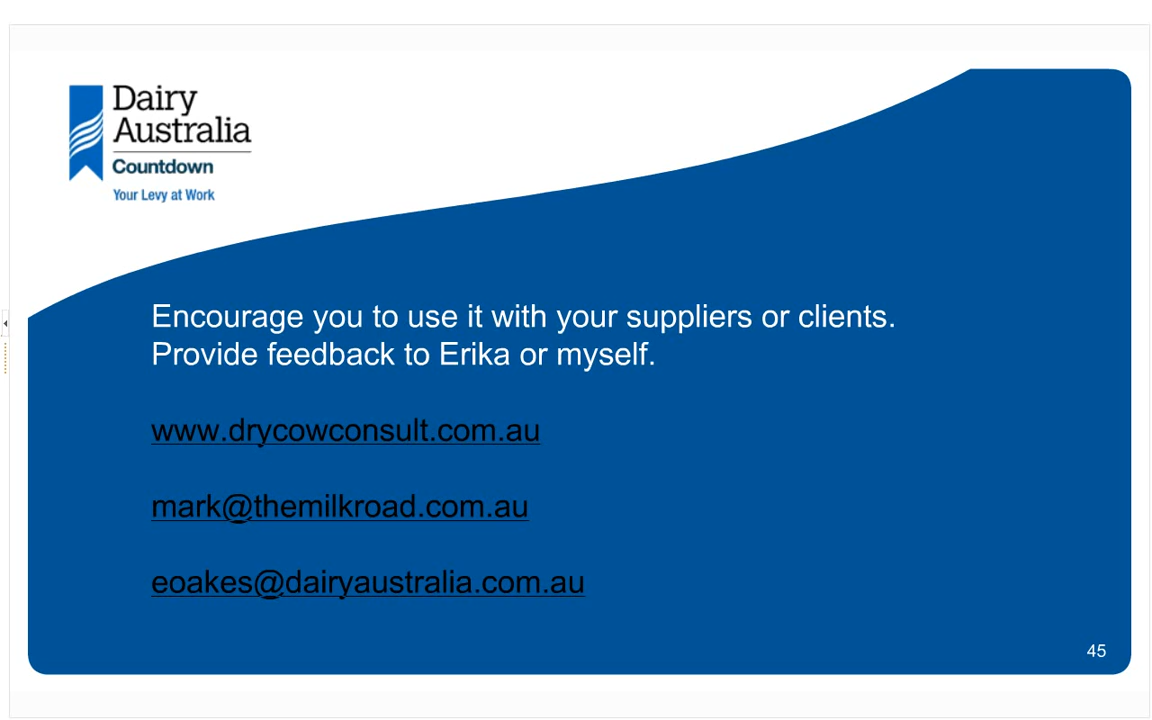 Dairy
Australia
Countdown
Your Levy at Work
Encourage you to use it with your suppliers or clients.
Provide feedback to Erika or myself.
www.drycowconsult.com.au
mark@themilkroad.com.au
eoakes@dairyaustralia.com.au
45